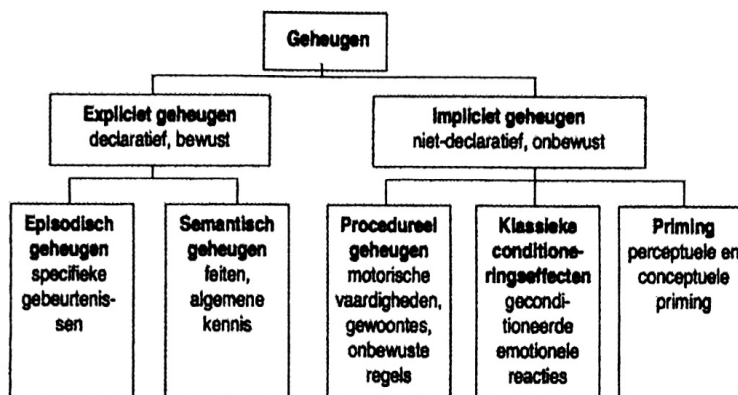 Geheugen
Expliciet geheugen
declaratief, bewust
Impliciet geheugen
niet-declaratief, onbewust
Episodisch
geheugen
specifieke
gebeurtenis-
sen
Semantisch
geheugen
feiten,
algemene
kennis
Procedureel
geheugen
motorische
vaardigheden,
gewoontes,
onbewuste
regels
Klassieke
conditione-
ringseffecten
gecondi-
tioneerde
emotionele
reacties
Priming
perceptuele en
conceptuele
priming